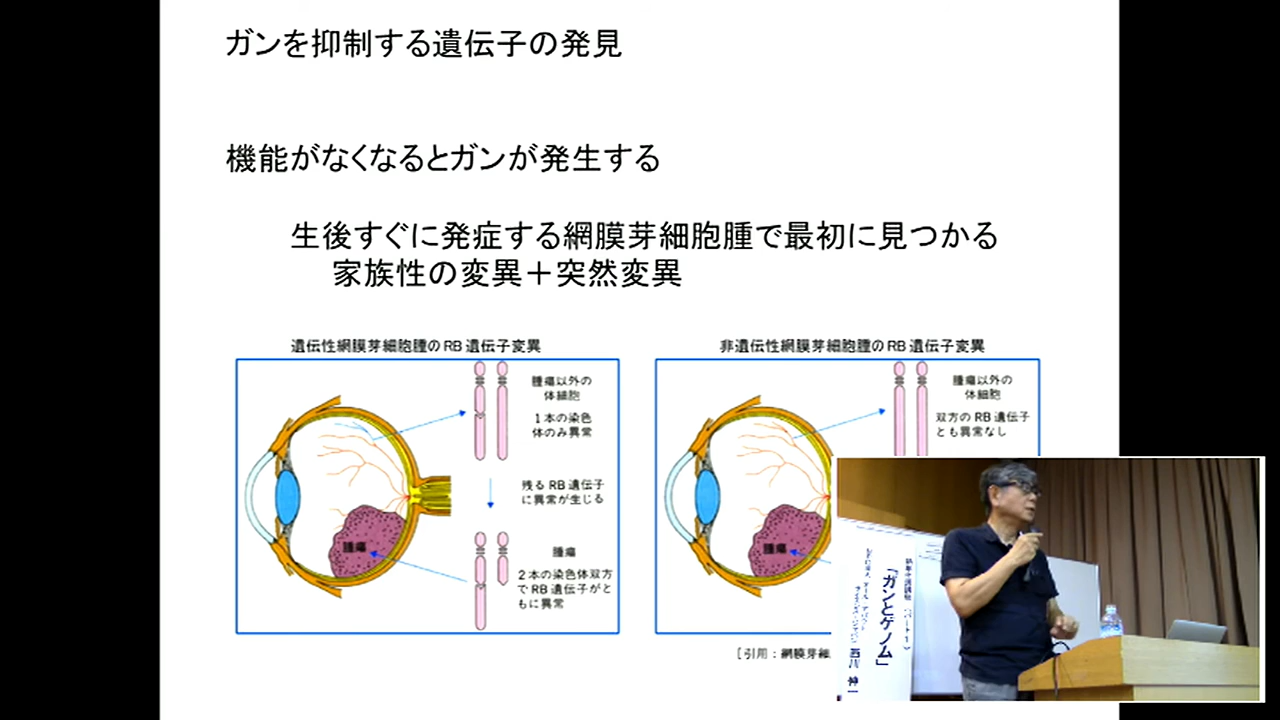 ガンを抑制する遺伝子の発見
機能がなくなるとガンが発生する
生後すぐに発症する網膜芽細胞腫で最初に見つかる
家族性の変異＋突然変異
遺伝性網膜芽細胞腫のRB遺伝子変異
腫瘍以外の
体細胞
1本の染色
体のみ異常
残るRB遺伝子
に異常が生じる
腫瘍
腫瘍
2本の染色体双方
でRB遺伝子がと
もに異常
非遺伝性網膜芽細胞腫のRB遺伝子変異
腫瘍以外の
体細胞
双方のRB遺伝子
とも異常なし
腫瘍
[引用：網膜芽細
「ガンとゲノム」
西川 伸一